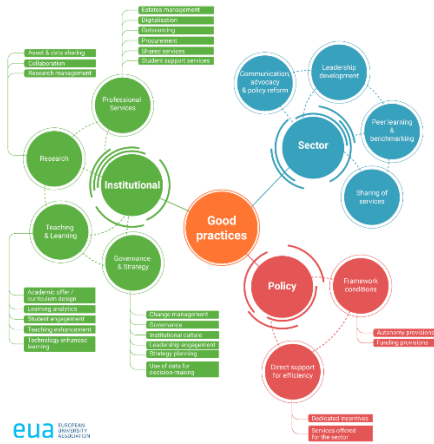 Estates management
Digitalisation
Outsourcing
Procurement
Shared services
Student support services
Asset & data sharing
Collaboration
Research management
Professional
Services
Research
Institutional
Teaching
& Learning
Governance
& Strategy
Academic offer /
curriculum design
Learning analytics
Student engagement
Teaching enhancement
Technology enhanced
learning
Change management
Governance
Institutional culture
Leadership engagement
Strategy planning
Use of data for
decision-making
Good
practices
Communication,
advocacy
& policy reform
Leadership
development
Peer learning
&
benchmarking
Sector
Sharing of
services
Policy
Framework
conditions
Autonomy provisions
Funding provisions
Direct support
for efficiency
Dedicated incentives
Services offered
for the sector
eua
EUROPEAN
UNIVERSITY
ASSOCIATION